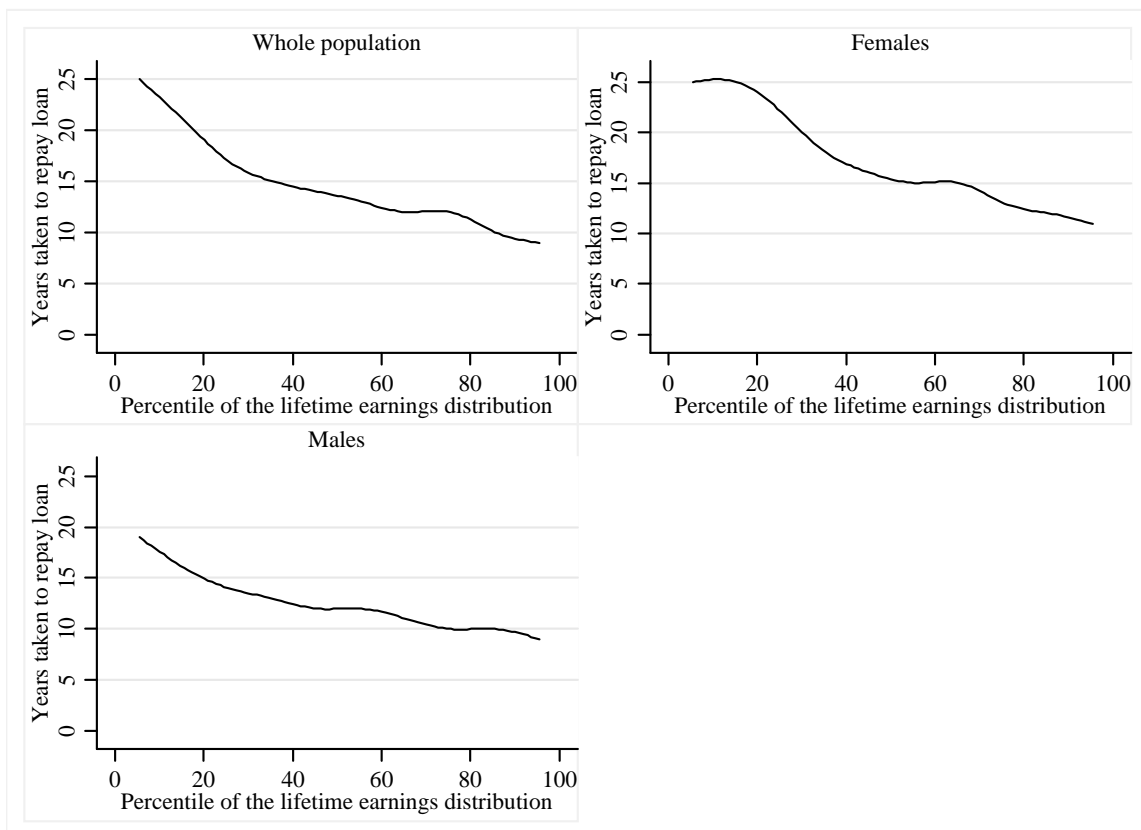 Whole population
Years taken to repay loan
25
20
15
10
5
0
0 20 40 60 80 100
Percentile of the lifetime earnings distribution
Females
Years taken to repay loan
25
20
15
10
5
0
0 20 40 60 80 100
Percentile of the lifetime earnings distribution
Males
Years taken to repay loan
25
20
15
10
5
0
0 20 40 60 80 100
Percentile of the lifetime earnings distribution